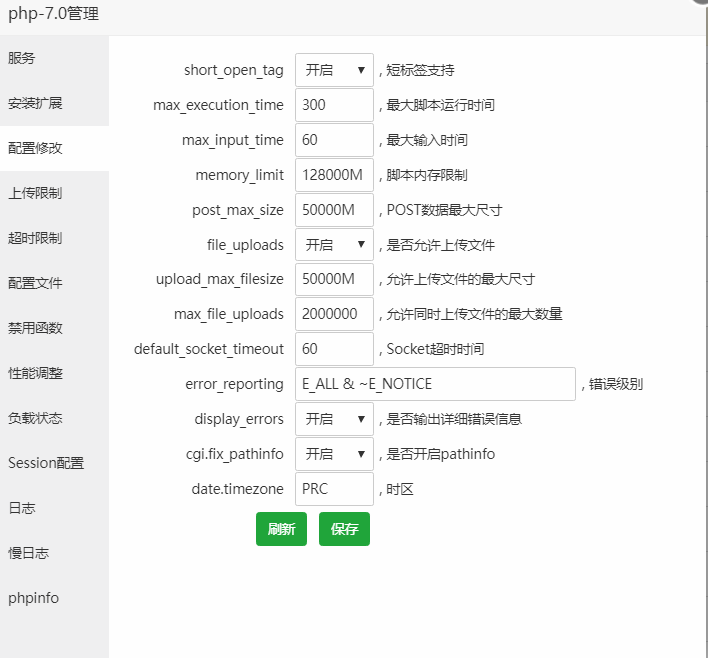 php-7.0管理
服务
安装扩展
配置修改
上传限制
超时限制
配置文件
禁用函数
性能调整
负载状态
Session配置
日志
慢日志
phpinfo
short_open_tag 开启 , 短标签支持
max_execution_time 300 , 最大脚本运行时间
max_input_time 60 , 最大输入时间
memory_limit 128000M , 脚本内存限制
post_max_size 50000M , POST数据最大尺寸
file_uploads 开启 , 是否允许上传文件
upload_max_filesize 50000M , 允许上传文件的最大尺寸
max_file_uploads 2000000 , 允许同时上传文件的最大数量
default_socket_timeout 60 , Socket超时时间
error_reporting E_ALL & ~E_NOTICE , 错误级别
display_errors 开启 , 是否输出详细错误信息
cgi.fix_pathinfo 开启 , 是否开启pathinfo
date.timezone PRC , 时区
刷新 保存